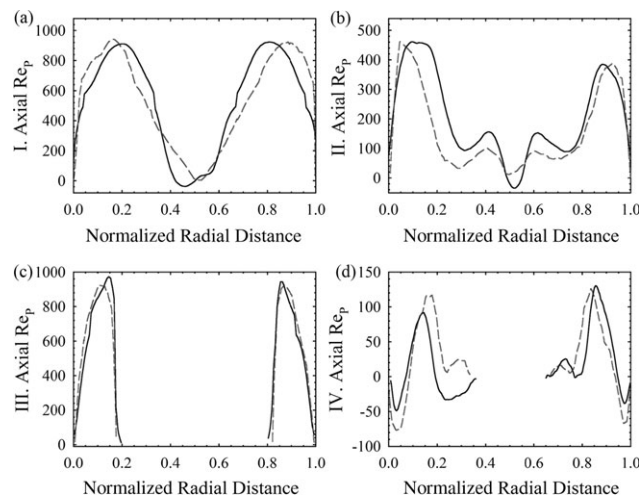 (a)
1000
800
600
400
200
0
I. Axial Re_P
0.0 0.2 0.4 0.6 0.8 1.0
Normalized Radial Distance
(b)
500
400
300
200
100
0
II. Axial Re_P
0.0 0.2 0.4 0.6 0.8 1.0
Normalized Radial Distance
(c)
1000
800
600
400
200
0
III. Axial Re_P
0.0 0.2 0.4 0.6 0.8 1.0
Normalized Radial Distance
(d)
150
100
50
0
-50
-100
IV. Axial Re_P
0.0 0.2 0.4 0.6 0.8 1.0
Normalized Radial Distance